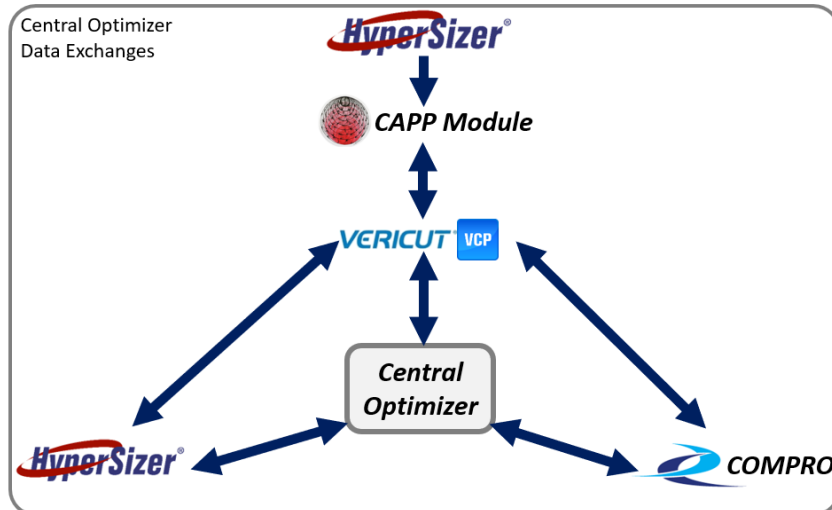 Central Optimizer
Data Exchanges
HyperSizer®
CAPP Module
VERICUT® VCP
Central
Optimizer
HyperSizer®
COMPRO